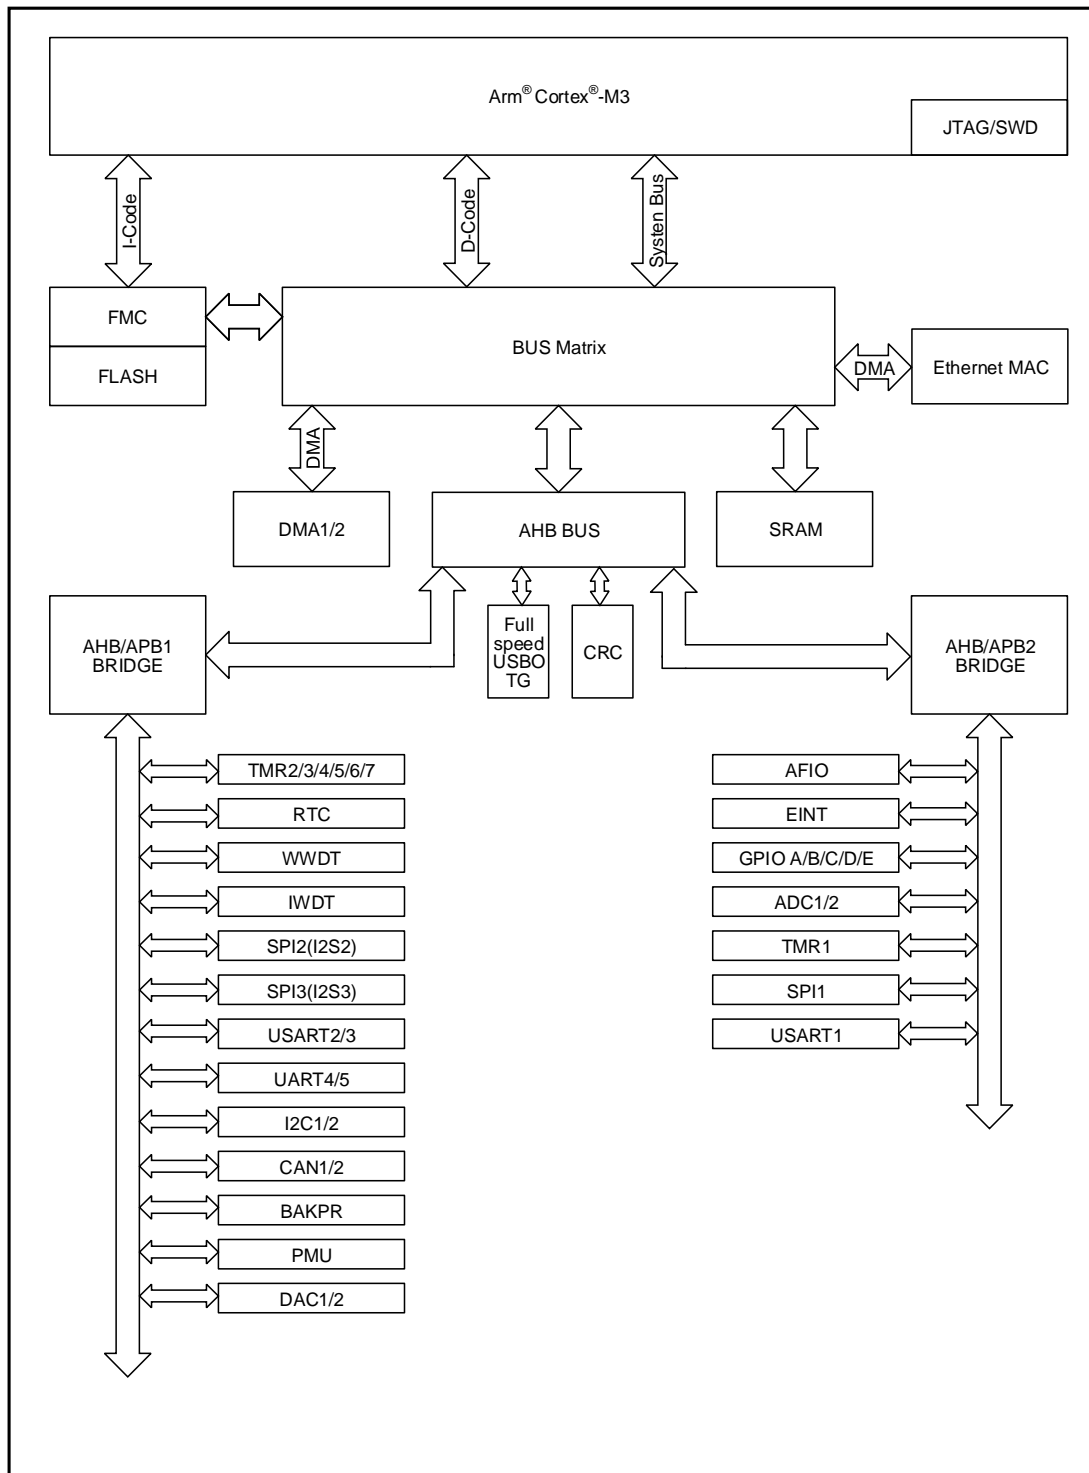 Arm® Cortex®-M3
JTAG/SWD
I-Code
D-Code
Systen Bus
FMC
FLASH
BUS Matrix
DMA
Ethernet MAC
DMA
DMA1/2
AHB BUS
SRAM
AHB/APB1
BRIDGE
Full
speed
USBO
TG
CRC
AHB/APB2
BRIDGE
TMR2/3/4/5/6/7
RTC
WWDT
IWDT
SPI2(I2S2)
SPI3(I2S3)
USART2/3
UART4/5
I2C1/2
CAN1/2
BAKPR
PMU
DAC1/2
AFIO
EINT
GPIO A/B/C/D/E
ADC1/2
TMR1
SPI1
USART1